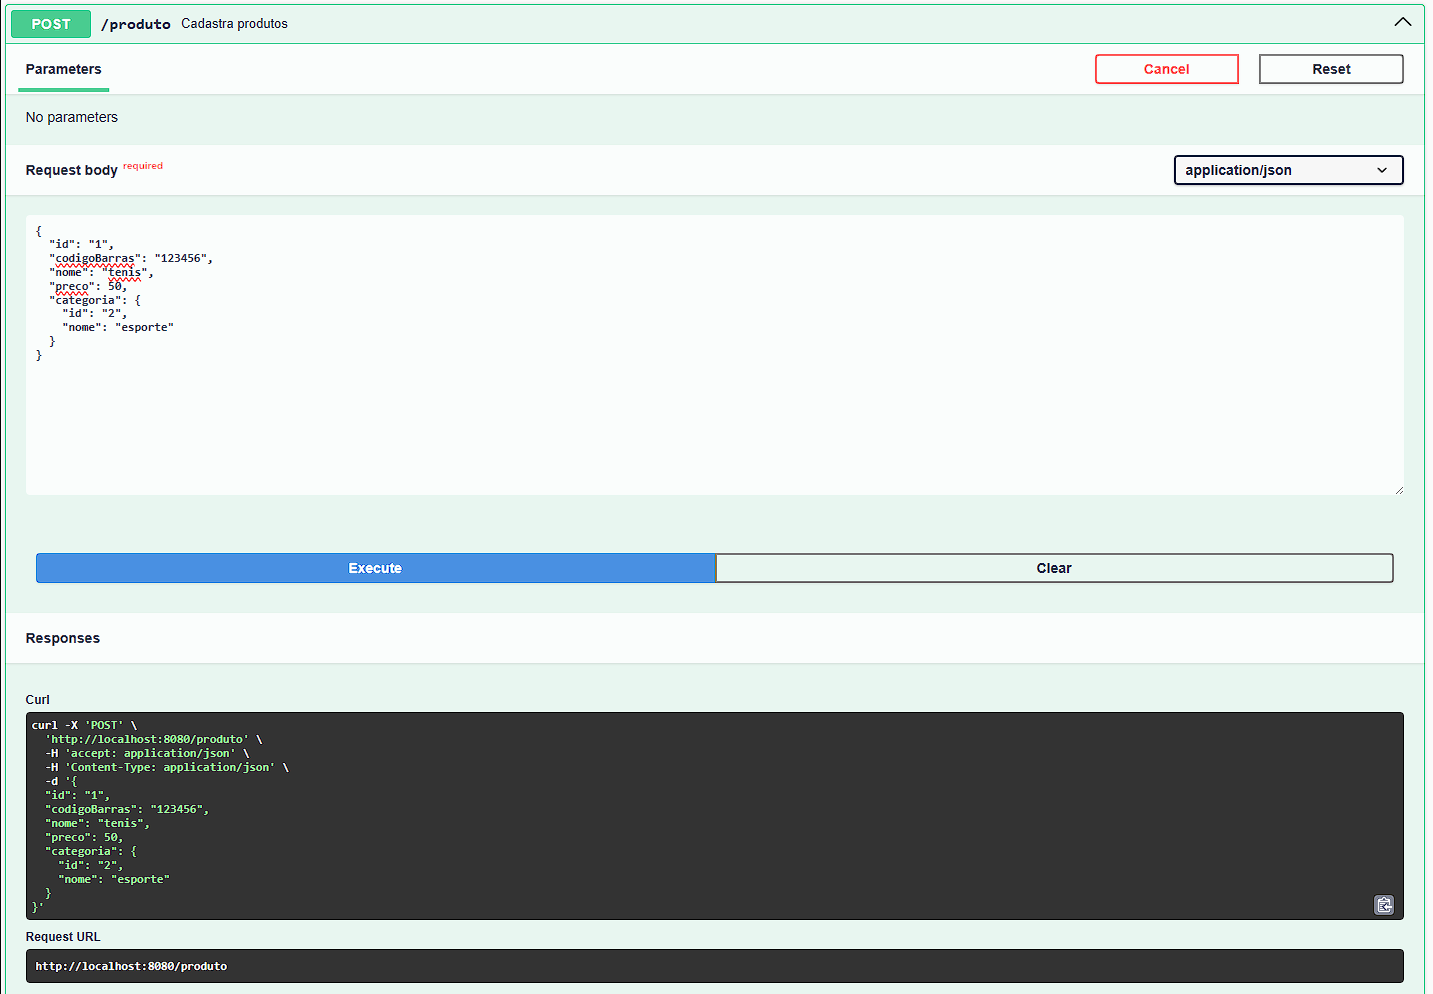 POST /produto Cadastra produtos
Parameters
Cancel
Reset
No parameters
Request body required
application/json
{
  "id": "1",
  "codigoBarras": "123456",
  "nome": "tenis",
  "preco": 50,
  "categoria": {
    "id": "2",
    "nome": "esporte"
  }
}
Execute
Clear
Responses
Curl
curl -X 'POST' \
  'http://localhost:8080/produto' \
  -H 'accept: application/json' \
  -H 'Content-Type: application/json' \
  -d '{
  "id": "1",
  "codigoBarras": "123456",
  "nome": "tenis",
  "preco": 50,
  "categoria": {
    "id": "2",
    "nome": "esporte"
  }
}'
Request URL
http://localhost:8080/produto